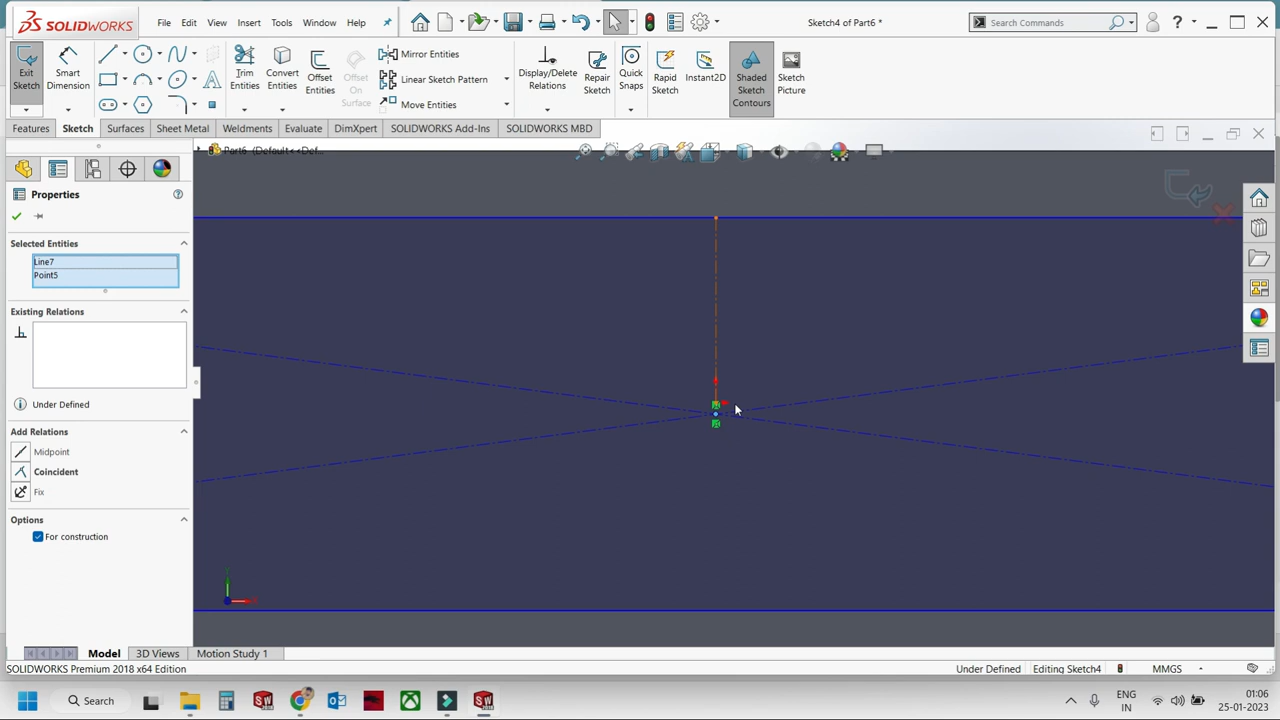 SOLIDWORKS
File Edit View Insert Tools Window Help
Sketch4 of Part6 *
Search Commands
Exit Sketch
Smart Dimension
Trim Entities
Convert Entities
Offset Entities
Offset On Surface
Mirror Entities
Linear Sketch Pattern
Move Entities
Display/Delete Relations
Repair Sketch
Quick Snaps
Rapid Sketch
Instant2D
Shaded Sketch Contours
Sketch Picture
Features Sketch Surfaces Sheet Metal Weldments Evaluate DimXpert SOLIDWORKS Add-Ins SOLIDWORKS MBD
Part6 (Default<<Def...
Properties
Selected Entities
Line7
Point5
Existing Relations
Under Defined
Add Relations
Midpoint
Coincident
Fix
Options
For construction
Model 3D Views Motion Study 1
SOLIDWORKS Premium 2018 x64 Edition
Under Defined Editing Sketch4 MMGS
Search
ENG IN
01:06
25-01-2023